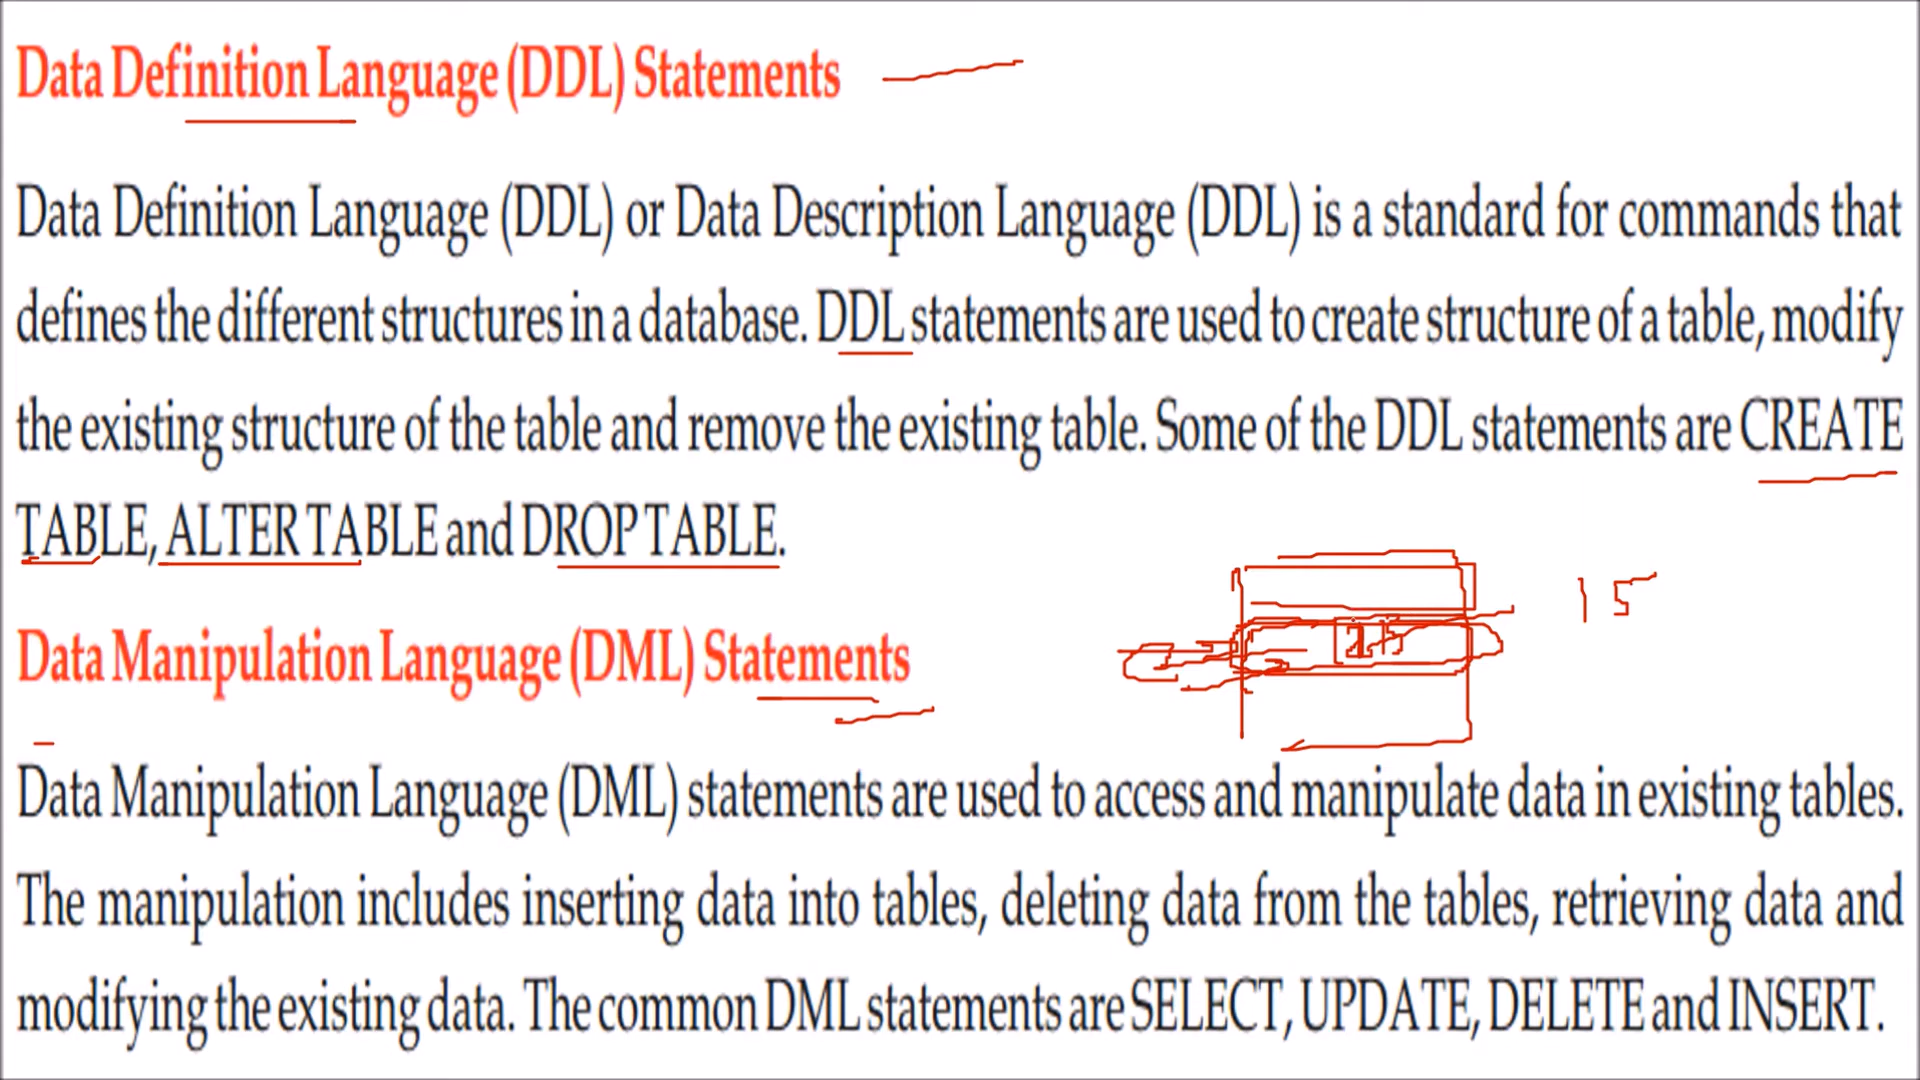 Data Definition Language (DDL) Statements
Data Definition Language (DDL) or Data Description Language (DDL) is a standard for commands that
defines the different structures in a database. DDL statements are used to create structure of a table, modify
the existing structure of the table and remove the existing table. Some of the DDL statements are CREATE
TABLE, ALTER TABLE and DROP TABLE.
15
Data Manipulation Language (DML) Statements
Data Manipulation Language (DML) statements are used to access and manipulate data in existing tables.
The manipulation includes inserting data into tables, deleting data from the tables, retrieving data and
modifying the existing data. The common DML statements are SELECT, UPDATE, DELETE and INSERT.